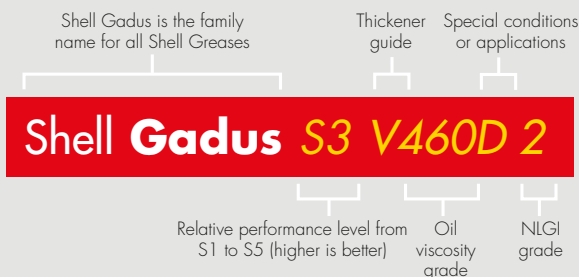 Shell Gadus is the family
name for all Shell Greases
Thickener
guide
Special conditions
or applications
Shell Gadus S3 V460D 2
Relative performance level from
S1 to S5 (higher is better)
Oil
viscosity
grade
NLGI
grade